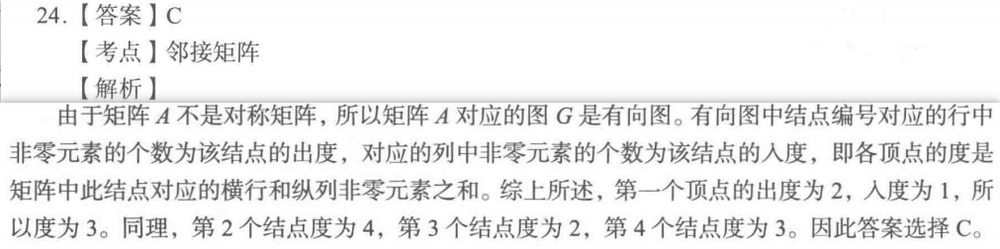 24.【答案】C
【考点】邻接矩阵
【解析】
由于矩阵 A 不是对称矩阵，所以矩阵 A 对应的图 G 是有向图。有向图中结点编号对应的行中
非零元素的个数为该结点的出度，对应的列中非零元素的个数为该结点的入度，即各顶点的度是
矩阵中此结点对应的横行和纵列非零元素之和。综上所述，第一个顶点的出度为 2，入度为 1，所
以度为 3。同理，第 2 个结点度为 4，第 3 个结点度为 2，第 4 个结点度为 3。因此答案选择 C。